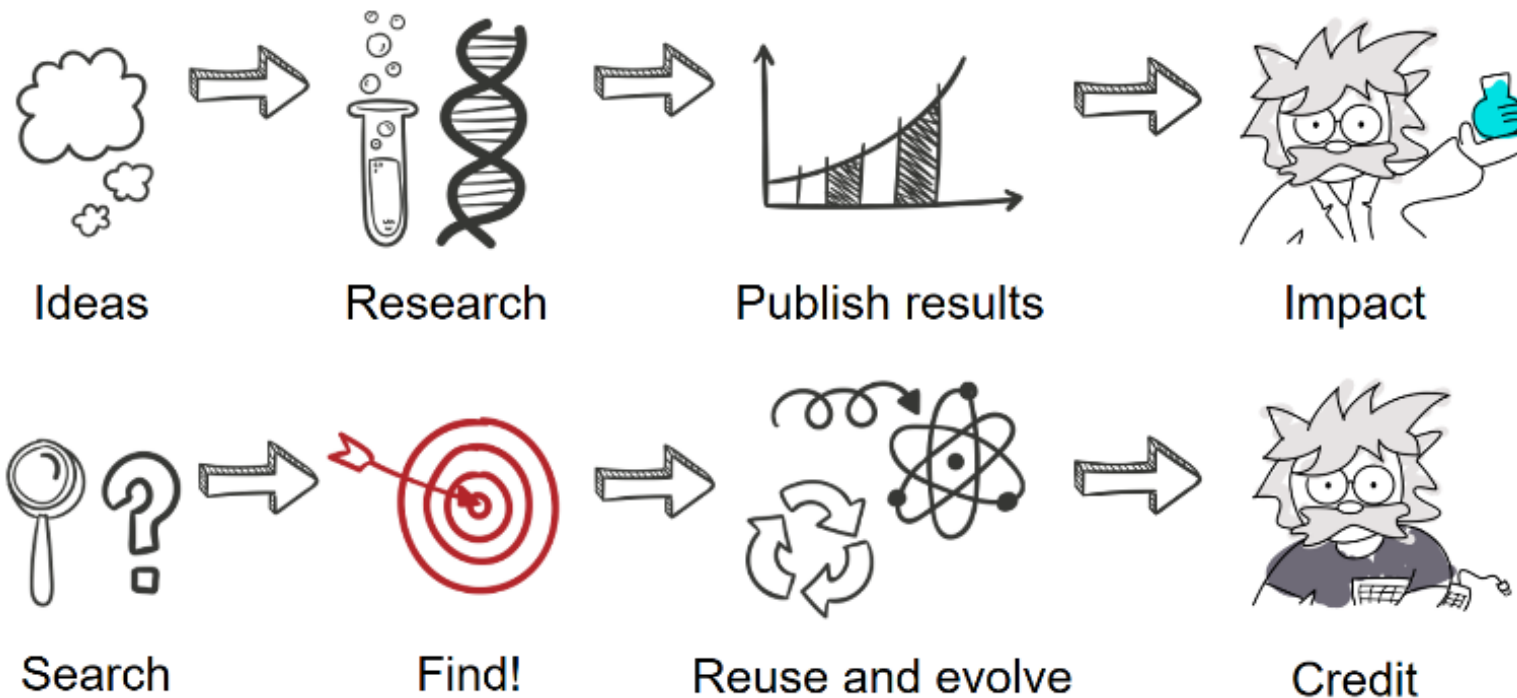 Ideas
Research
Publish results
Impact
Search
Find!
Reuse and evolve
Credit